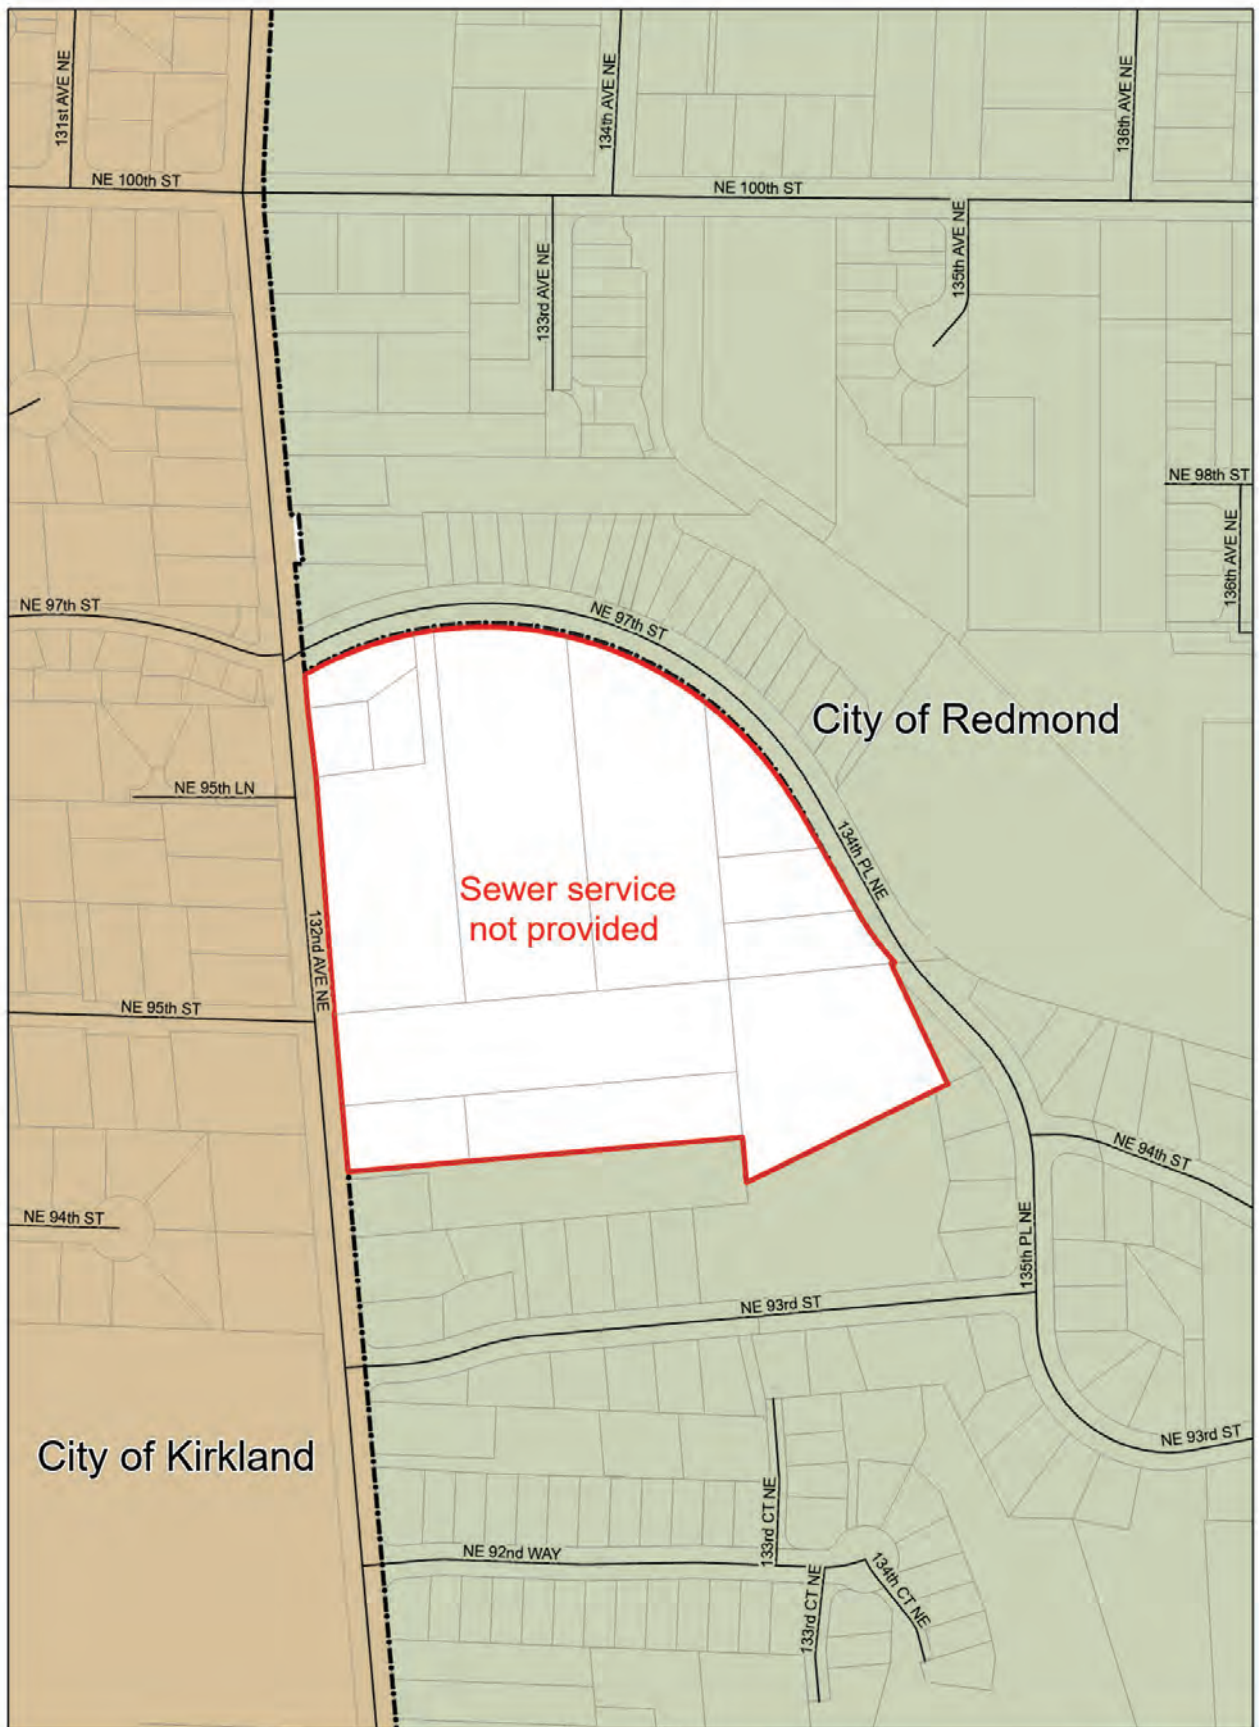 131st AVE NE
134th AVE NE
136th AVE NE
NE 100th ST
NE 100th ST
133rd AVE NE
135th AVE NE
NE 98th ST
136th AVE NE
NE 97th ST
NE 97th ST
City of Redmond
NE 95th LN
134th PL NE
Sewer service
not provided
132nd AVE NE
NE 95th ST
NE 94th ST
NE 94th ST
135th PL NE
NE 93rd ST
City of Kirkland
NE 93rd ST
133rd CT NE
NE 92nd WAY
134th CT NE
133rd CT NE